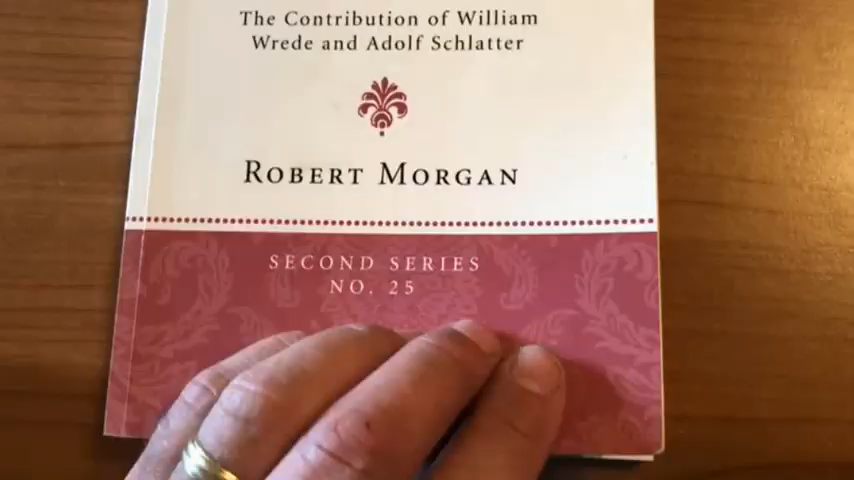 The Contribution of William
Wrede and Adolf Schlatter
ROBERT MORGAN
SECOND SERIES
NO. 25